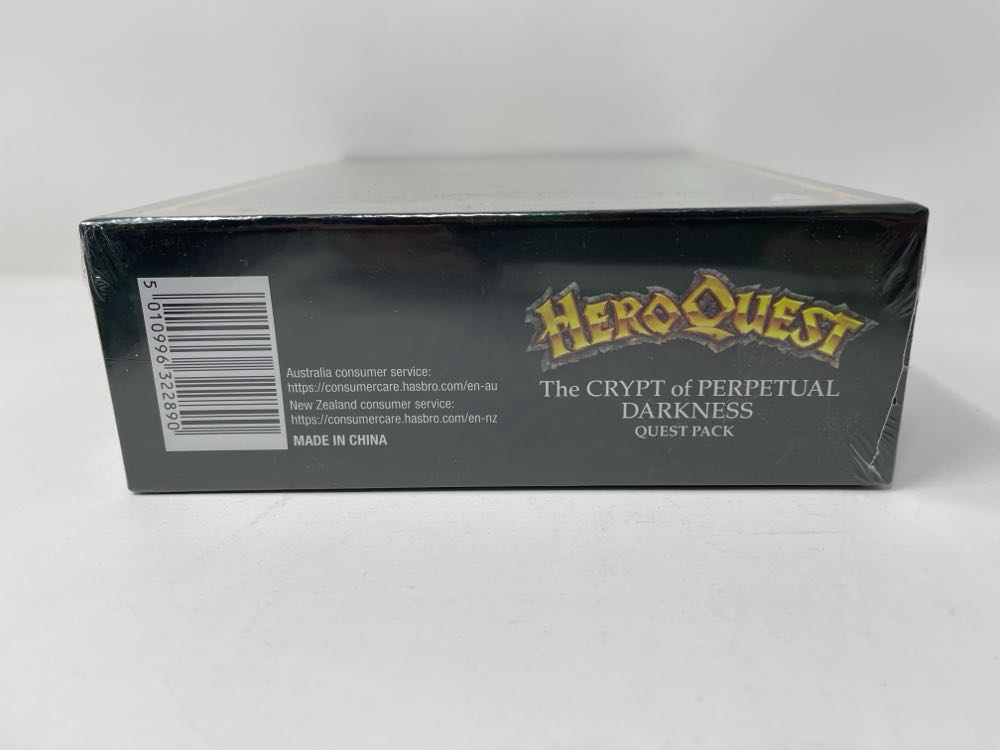 5 010996 322890
Australia consumer service:
https://consumercare.hasbro.com/en-au
New Zealand consumer service:
https://consumercare.hasbro.com/en-nz
MADE IN CHINA
HEROQUEST
The CRYPT of PERPETUAL
DARKNESS
QUEST PACK